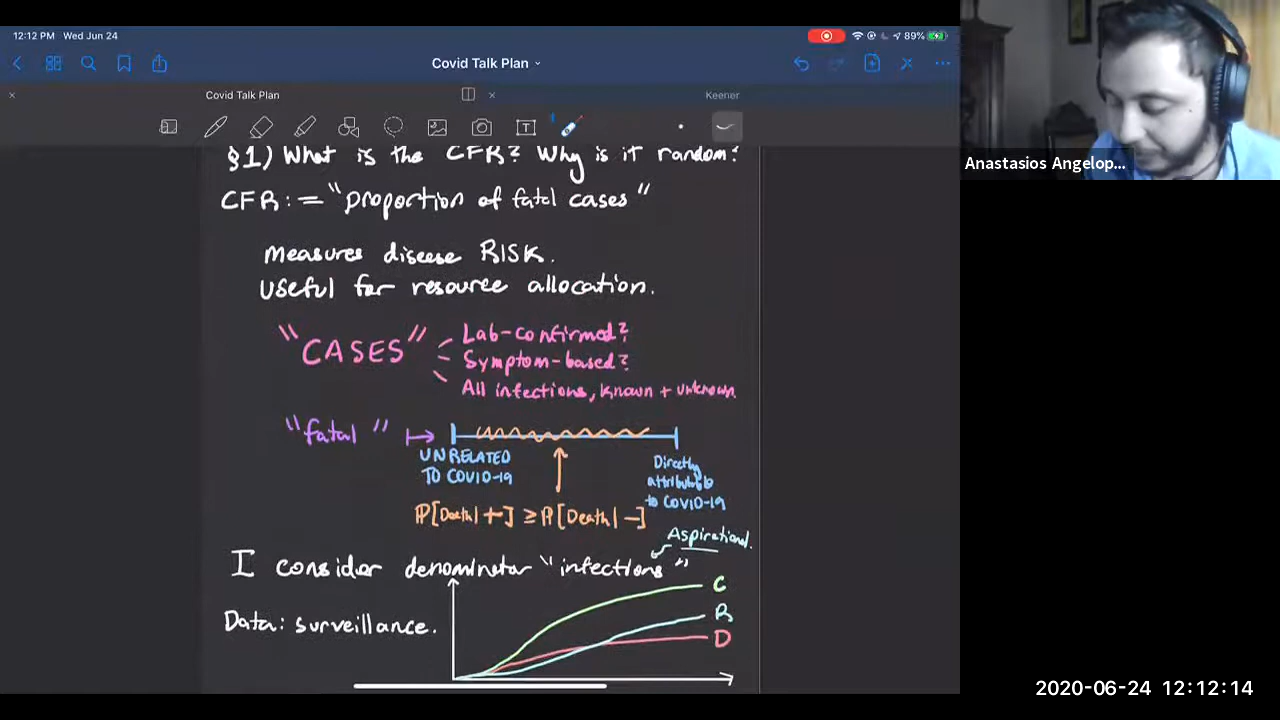 12:12 PM Wed Jun 24
89%
Covid Talk Plan
Covid Talk Plan
Keener
§1) What is the CFR? Why is it random?
CFR := "proportion of fatal cases"
measures disease RISK.
Useful for resource allocation.
"CASES"
Lab-confirmed?
Symptom-based?
All infections, known + unknown.
"fatal"
UNRELATED
TO COVID-19
Directly
attributable
to COVID-19
P[Death|+] ≥ P[Death|-]
Aspirational.
I consider denominator "infections"
Data: surveillance.
C
R
D
Anastasios Angelop...
2020-06-24 12:12:14